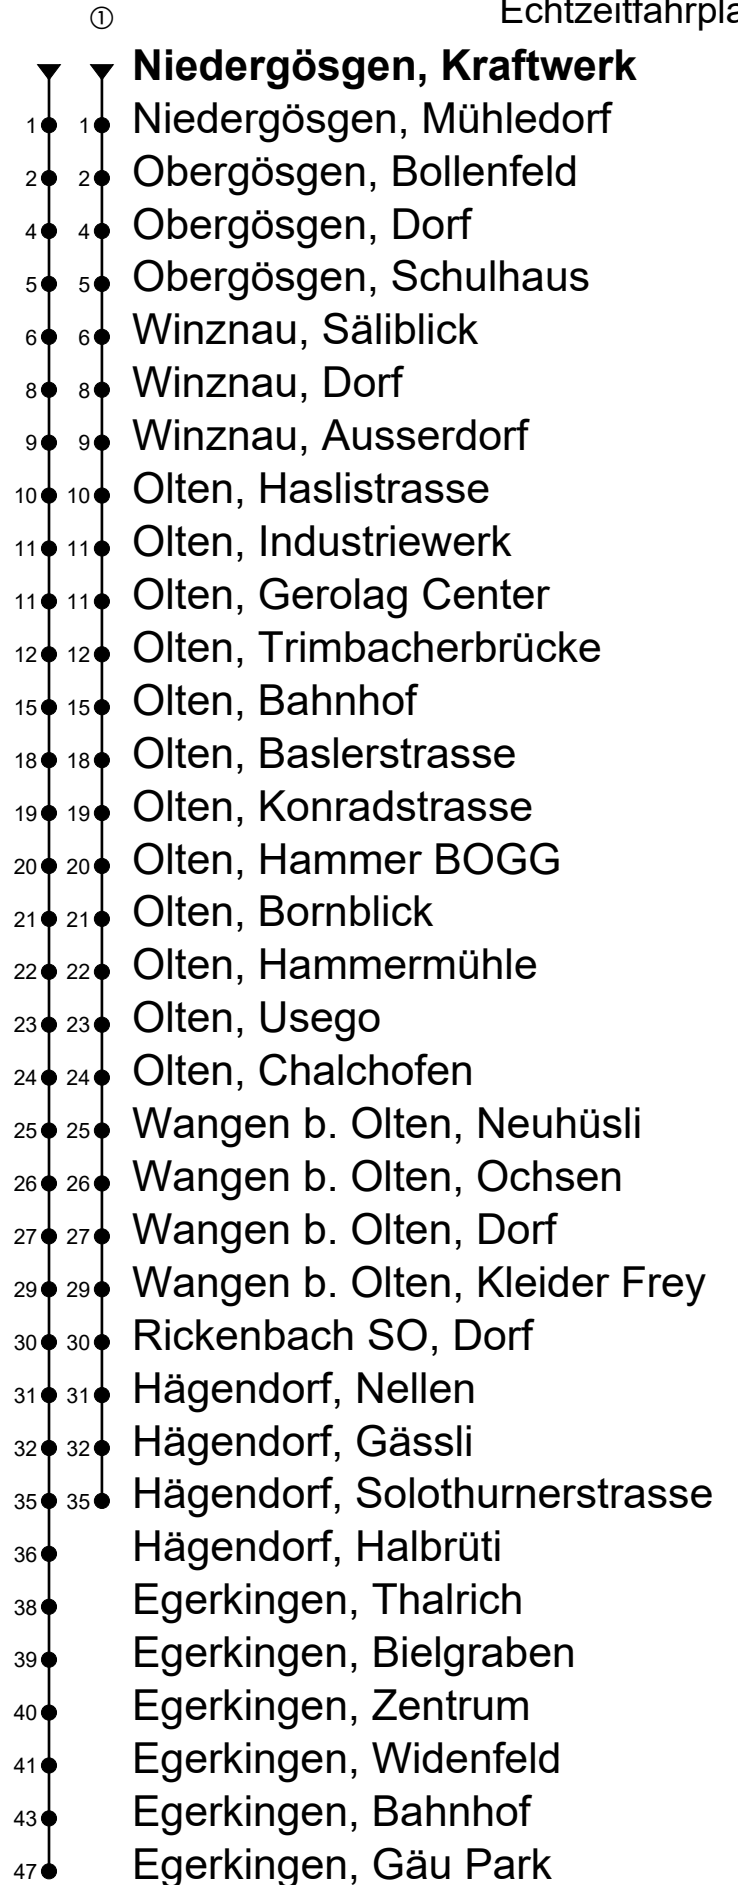 ① Echtzeitfahrpla
Niedergösgen, Kraftwerk
1 1 Niedergösgen, Mühledorf
2 2 Obergösgen, Bollenfeld
4 4 Obergösgen, Dorf
5 5 Obergösgen, Schulhaus
6 6 Winznau, Säliblick
8 8 Winznau, Dorf
9 9 Winznau, Ausserdorf
10 10 Olten, Haslistrasse
11 11 Olten, Industriewerk
11 11 Olten, Gerolag Center
12 12 Olten, Trimbacherbrücke
15 15 Olten, Bahnhof
18 18 Olten, Baslerstrasse
19 19 Olten, Konradstrasse
20 20 Olten, Hammer BOGG
21 21 Olten, Bornblick
22 22 Olten, Hammermühle
23 23 Olten, Usego
24 24 Olten, Chalchofen
25 25 Wangen b. Olten, Neuhüsli
26 26 Wangen b. Olten, Ochsen
27 27 Wangen b. Olten, Dorf
29 29 Wangen b. Olten, Kleider Frey
30 30 Rickenbach SO, Dorf
31 31 Hägendorf, Nellen
32 32 Hägendorf, Gässli
35 35 Hägendorf, Solothurnerstrasse
36 Hägendorf, Halbrüti
38 Egerkingen, Thalrich
39 Egerkingen, Bielgraben
40 Egerkingen, Zentrum
41 Egerkingen, Widenfeld
43 Egerkingen, Bahnhof
47 Egerkingen, Gäu Park